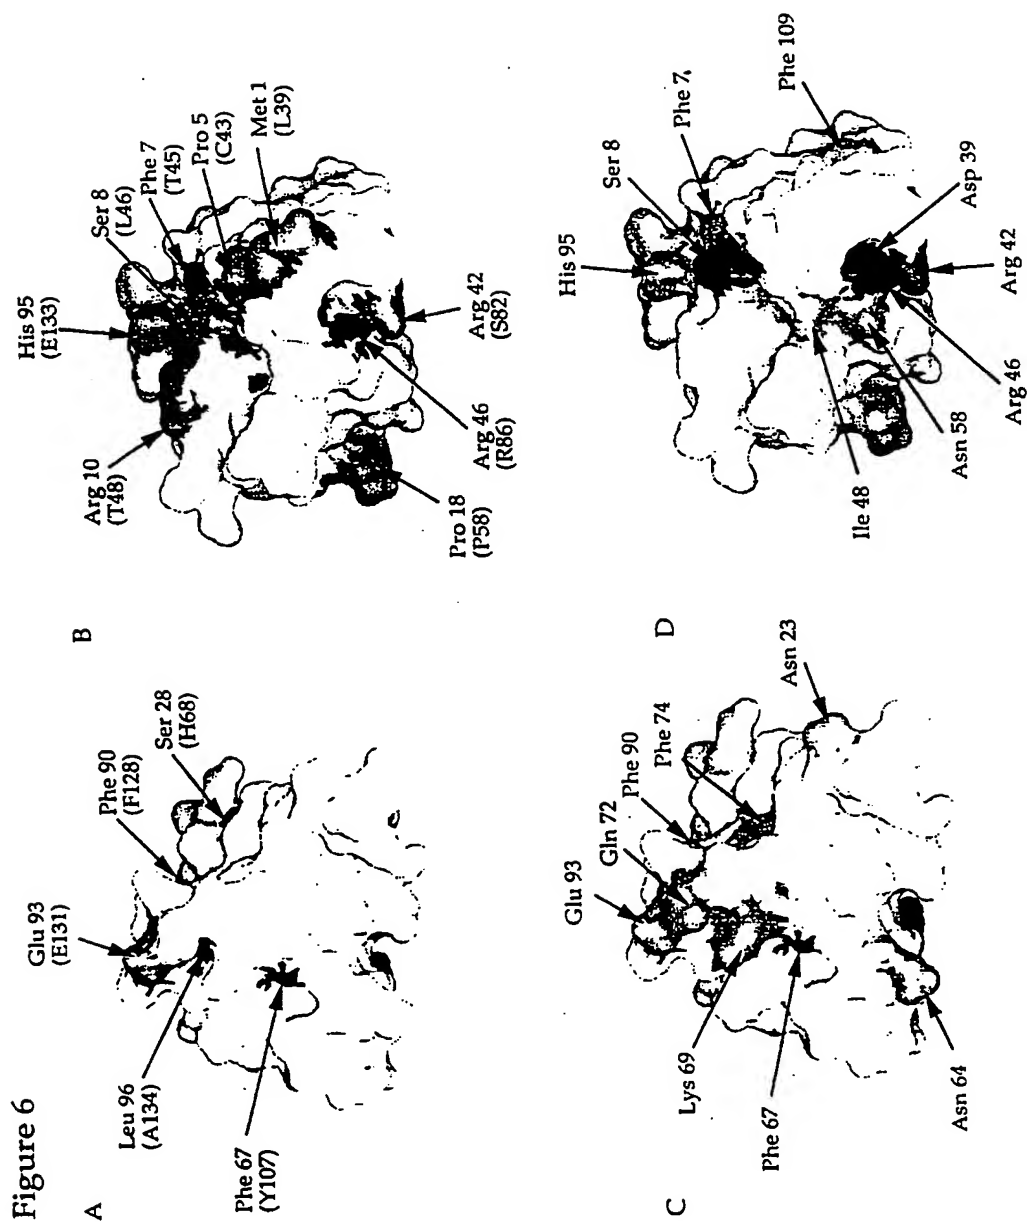 Figure 6
A
Glu 93
(E131)
Phe 90
(F128)
Ser 28
(H68)
Leu 96
(A134)
Phe 67
(Y107)
B
His 95
(E133)
Ser 8
(L46)
Phe 7
(T45)
Pro 5
(C43)
Met 1
(L39)
Arg 10
(T48)
Pro 18
(P58)
Arg 46
(R86)
Arg 42
(S82)
C
Glu 93
Gln 72
Phe 90
Phe 74
Asn 23
Lys 69
Phe 67
Asn 64
D
His 95
Ser 8
Phe 7
Phe 109
Ile 48
Asn 58
Arg 46
Arg 42
Asp 39